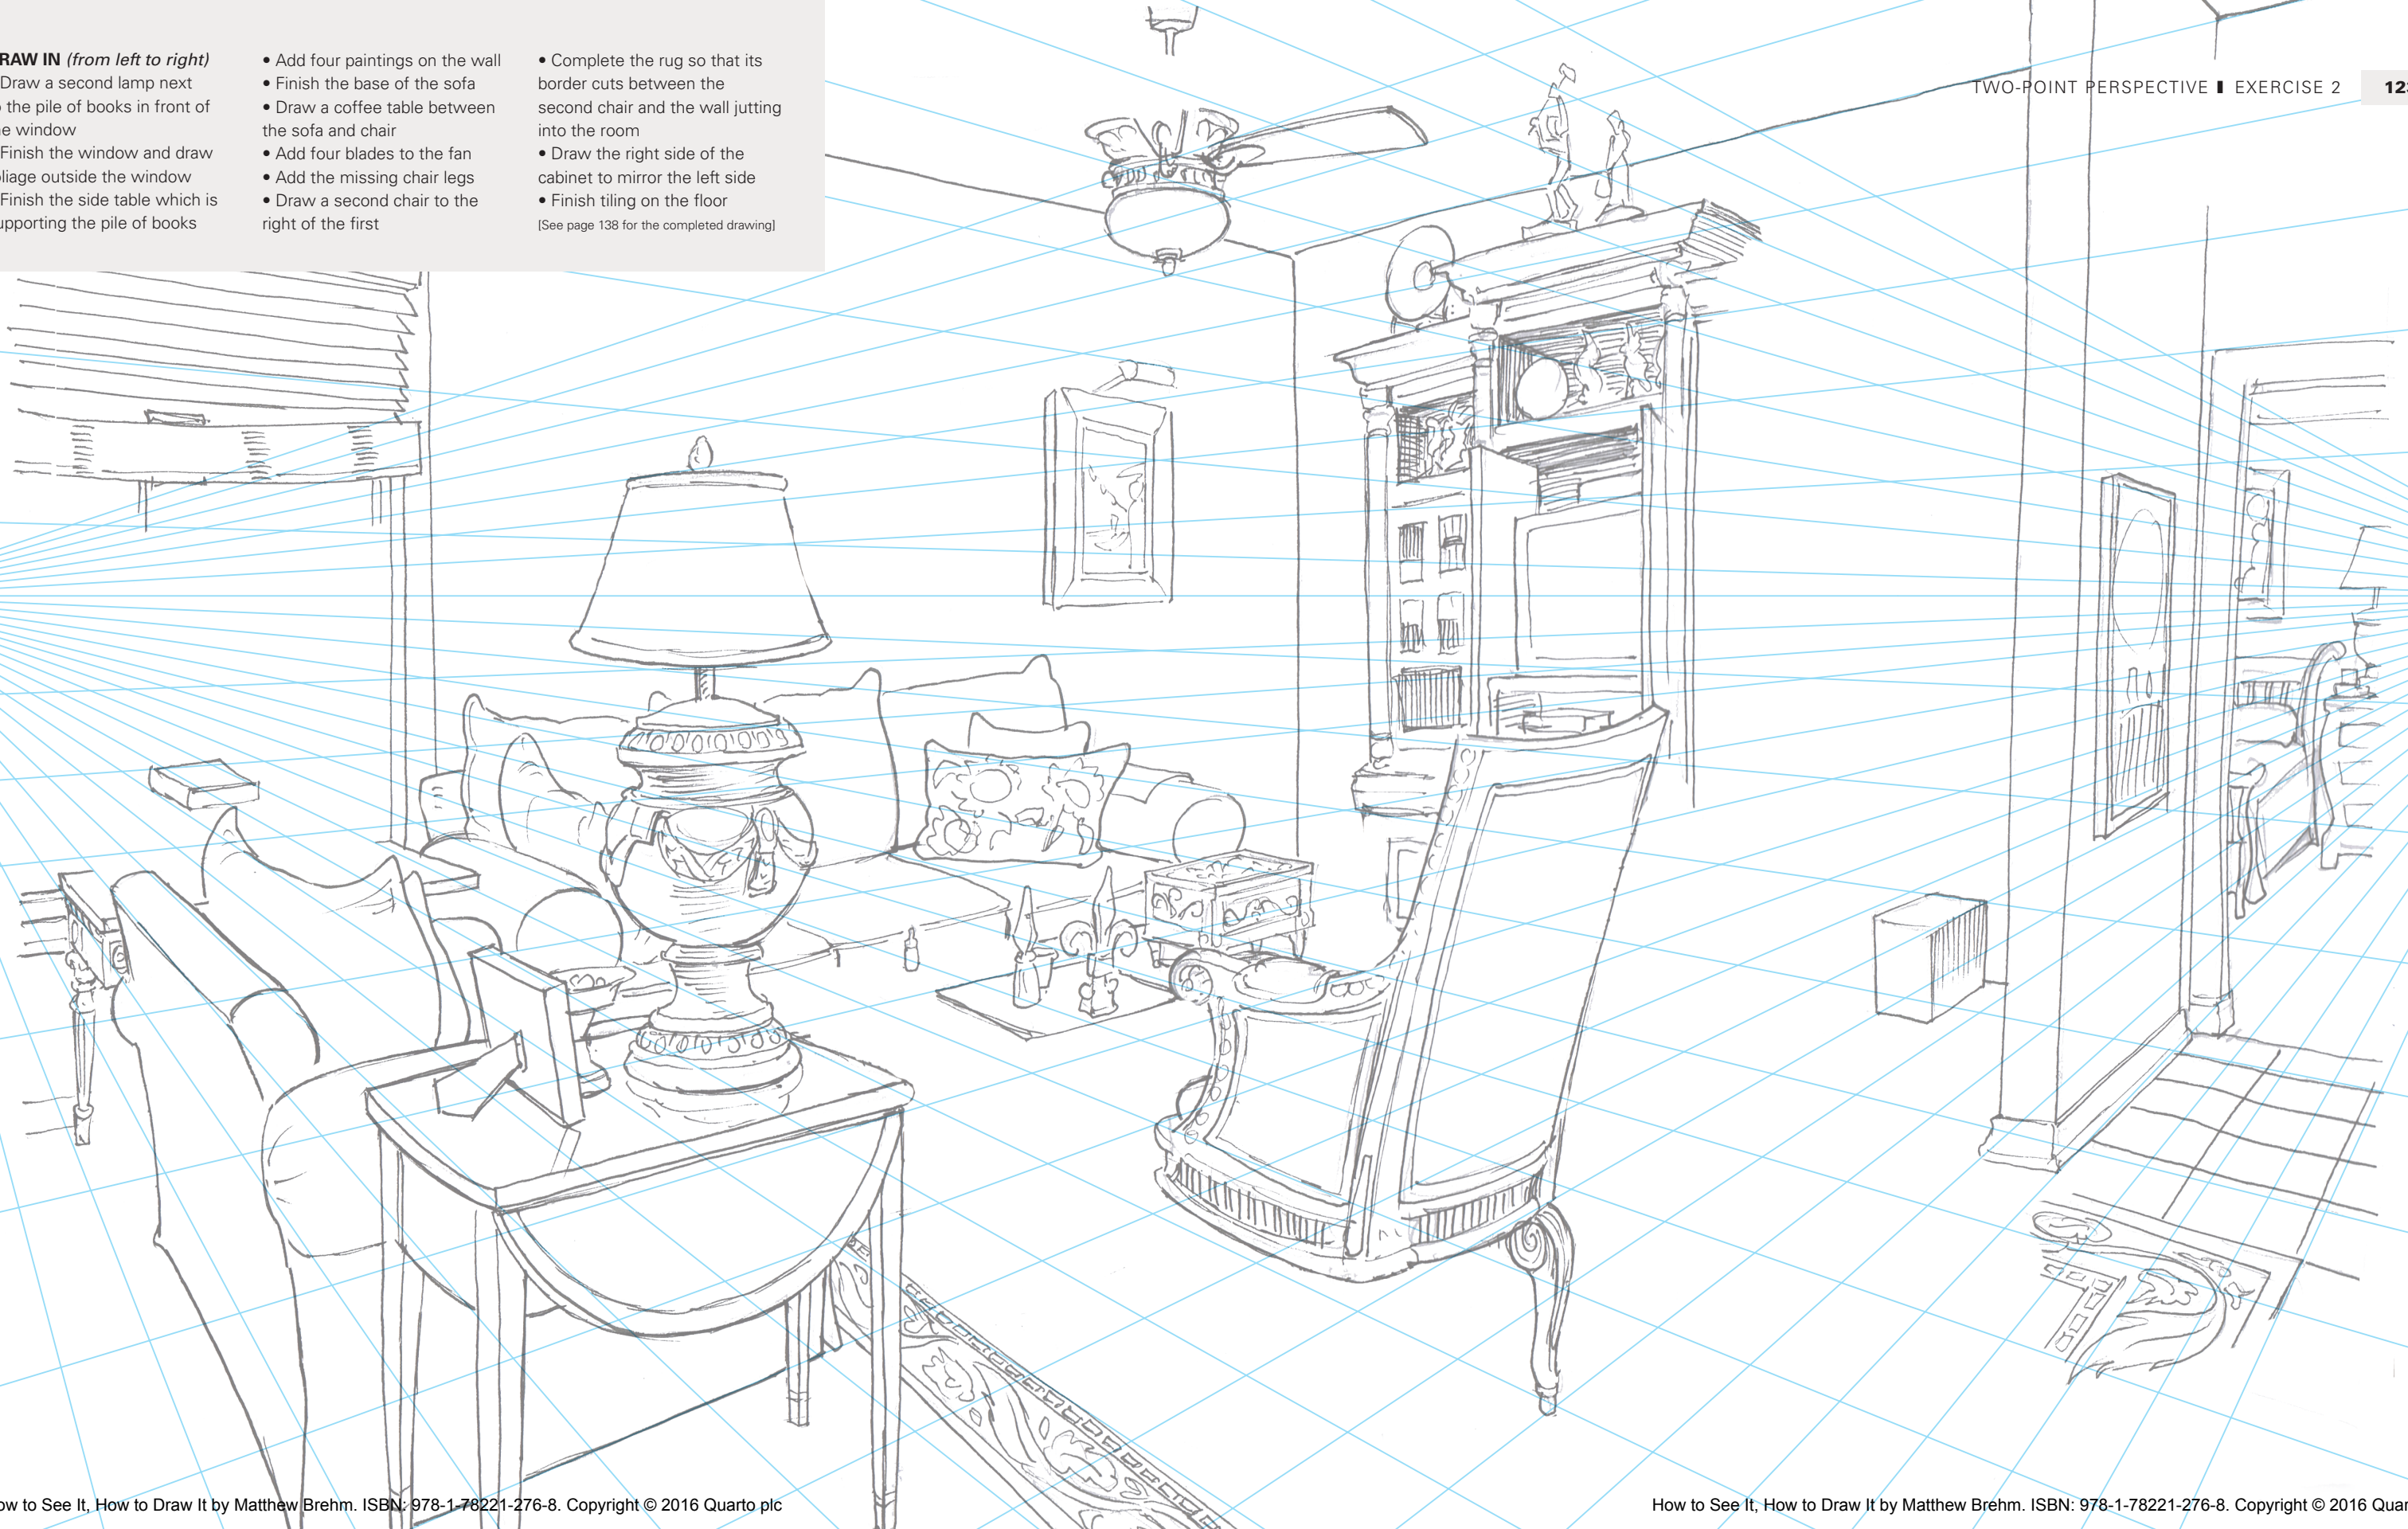 RAW IN (from left to right)
Draw a second lamp next
the pile of books in front of
e window
Finish the window and draw
liage outside the window
Finish the side table which is
upporting the pile of books
• Add four paintings on the wall
• Finish the base of the sofa
• Draw a coffee table between
the sofa and chair
• Add four blades to the fan
• Add the missing chair legs
• Draw a second chair to the
right of the first
• Complete the rug so that its
border cuts between the
second chair and the wall jutting
into the room
• Draw the right side of the
cabinet to mirror the left side
• Finish tiling on the floor
[See page 138 for the completed drawing]
TWO-POINT PERSPECTIVE ▮ EXERCISE 2
12
ow to See It, How to Draw It by Matthew Brehm. ISBN: 978-1-78221-276-8. Copyright © 2016 Quarto plc
How to See It, How to Draw It by Matthew Brehm. ISBN: 978-1-78221-276-8. Copyright © 2016 Quar